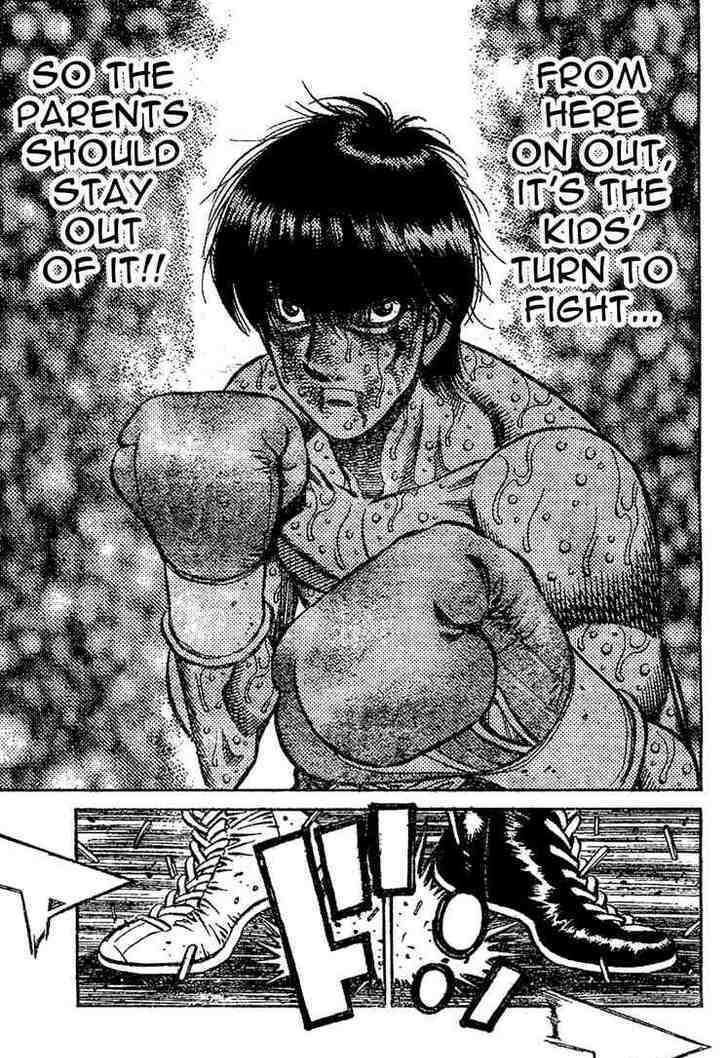 FROM
HERE
ON OUT,
IT'S THE
KIDS'
TURN TO
FIGHT...
SO THE
PARENTS
SHOULD
STAY
OUT
OF IT!!